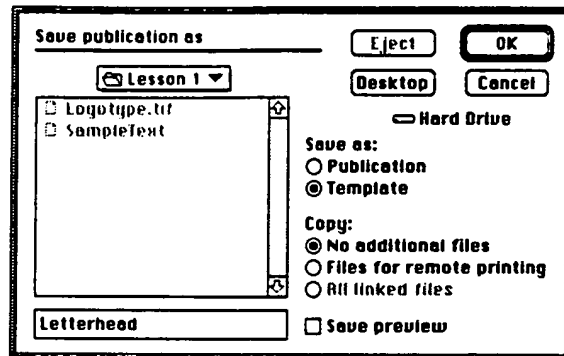 Save publication as
Eject
OK
Lesson 1
Desktop
Cancel
Logotype.tif
SampleText
Hard Drive
Save as:
Publication
Template
Copy:
No additional files
Files for remote printing
All linked files
Letterhead
Save preview